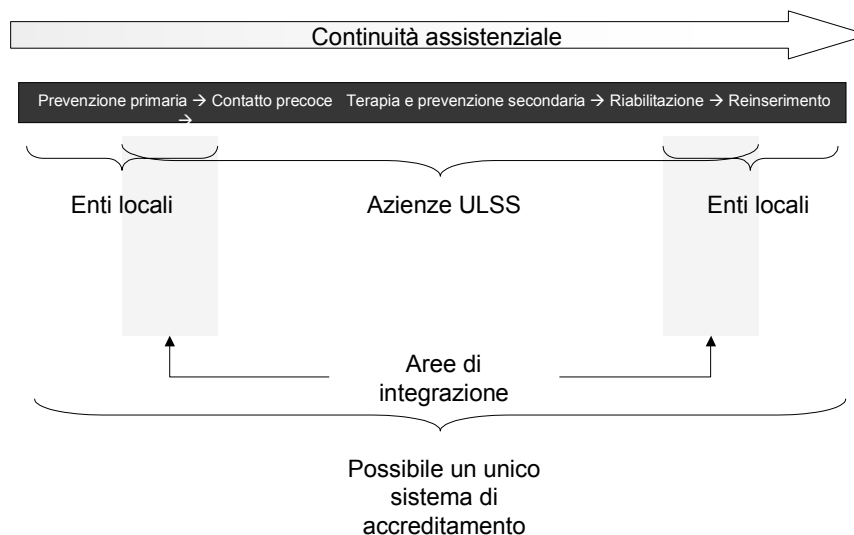 Continuità assistenziale
Prevenzione primaria → Contatto precoce Terapia e prevenzione secondaria → Riabilitazione → Reinserimento
→
Enti locali Azienze ULSS Enti locali
Aree di
integrazione
Possibile un unico
sistema di
accreditamento